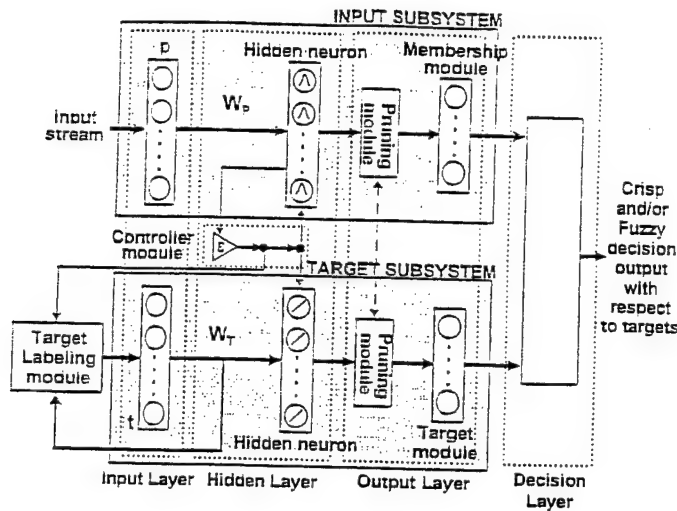 INPUT SUBSYSTEM
p
Hidden neuron
Membership
module
Input
stream
WP
Pruning
module
Controller
module
E
TARGET SUBSYSTEM
Crisp
and/or
Fuzzy
decision
output
with
respect
to targets
Target
Labeling
module
WT
Pruning
module
t
Hidden neuron
Target
module
Input Layer
Hidden Layer
Output Layer
Decision
Layer